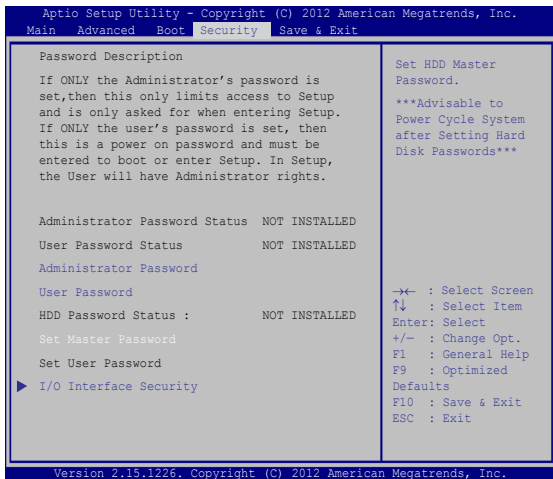 Aptio Setup Utility - Copyright (C) 2012 American Megatrends, Inc.
Main Advanced Boot Security Save & Exit
Password Description
If ONLY the Administrator's password is
set,then this only limits access to Setup
and is only asked for when entering Setup.
If ONLY the user's password is set, then
this is a power on password and must be
entered to boot or enter Setup. In Setup,
the User will have Administrator rights.
Administrator Password Status NOT INSTALLED
User Password Status NOT INSTALLED
Administrator Password
User Password
HDD Password Status : NOT INSTALLED
Set Master Password
Set User Password
I/O Interface Security
Set HDD Master
Password.
***Advisable to
Power Cycle System
after Setting Hard
Disk Passwords***
→← : Select Screen
↑↓ : Select Item
Enter: Select
+/− : Change Opt.
F1 : General Help
F9 : Optimized
Defaults
F10 : Save & Exit
ESC : Exit
Version 2.15.1226. Copyright (C) 2012 American Megatrends, Inc.